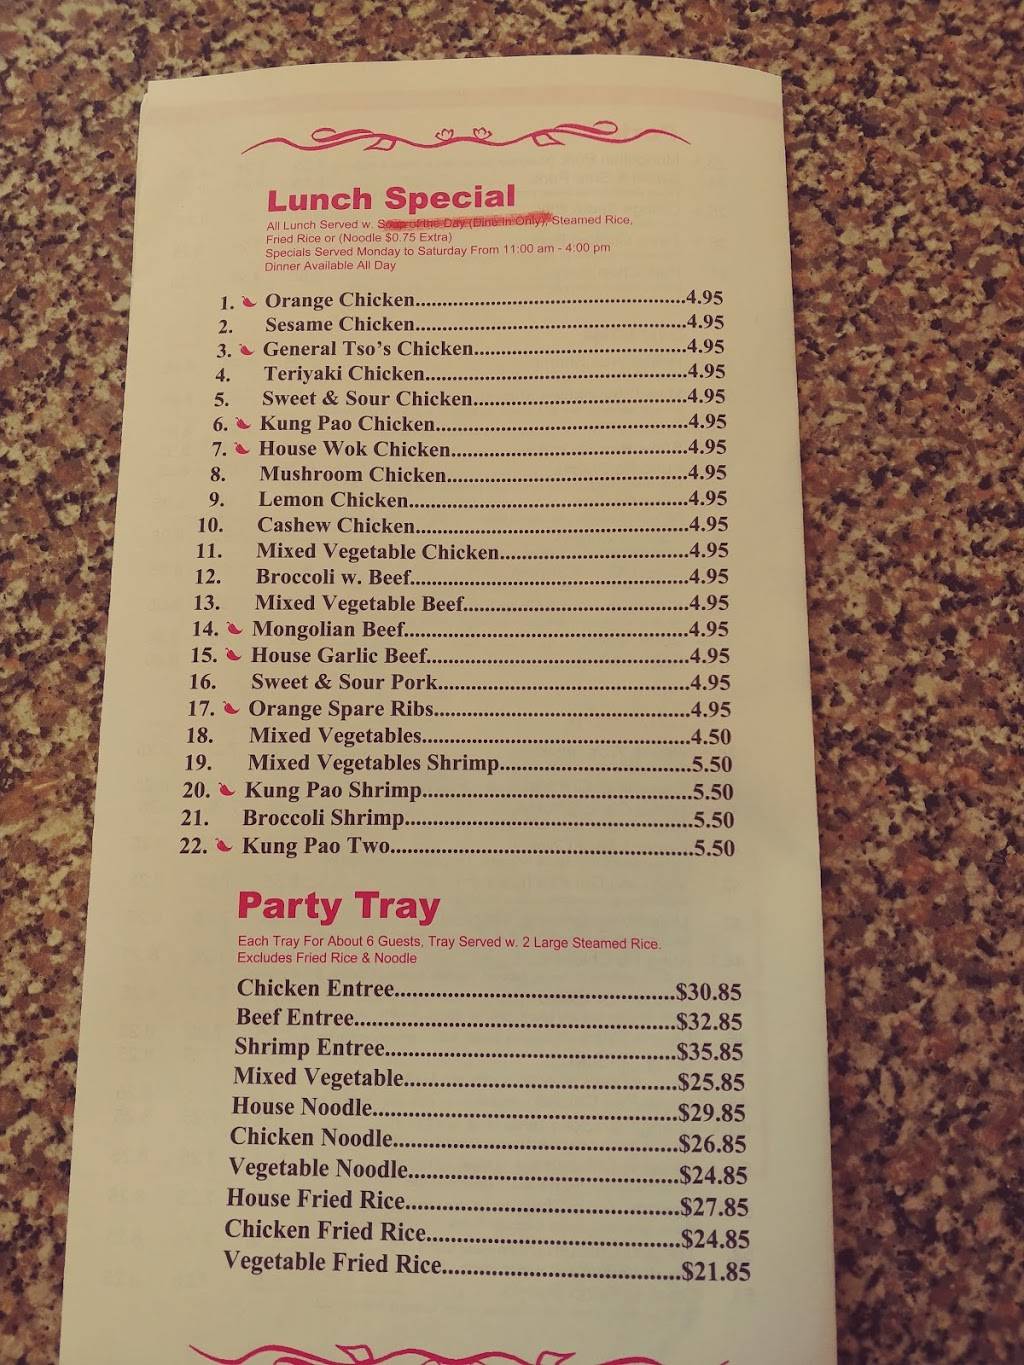 Lunch Special
All Lunch Served w. Soup of the Day (Dine In Only), Steamed Rice,
Fried Rice or (Noodle $0.75 Extra)
Specials Served Monday to Saturday From 11:00 am - 4:00 pm
Dinner Available All Day
1. Orange Chicken 4.95
2. Sesame Chicken 4.95
3. General Tso's Chicken 4.95
4. Teriyaki Chicken 4.95
5. Sweet & Sour Chicken 4.95
6. Kung Pao Chicken 4.95
7. House Wok Chicken 4.95
8. Mushroom Chicken 4.95
9. Lemon Chicken 4.95
10. Cashew Chicken 4.95
11. Mixed Vegetable Chicken 4.95
12. Broccoli w. Beef 4.95
13. Mixed Vegetable Beef 4.95
14. Mongolian Beef 4.95
15. House Garlic Beef 4.95
16. Sweet & Sour Pork 4.95
17. Orange Spare Ribs 4.95
18. Mixed Vegetables 4.50
19. Mixed Vegetables Shrimp 5.50
20. Kung Pao Shrimp 5.50
21. Broccoli Shrimp 5.50
22. Kung Pao Two 5.50
Party Tray
Each Tray For About 6 Guests, Tray Served w. 2 Large Steamed Rice.
Excludes Fried Rice & Noodle
Chicken Entree $30.85
Beef Entree $32.85
Shrimp Entree $35.85
Mixed Vegetable $25.85
House Noodle $29.85
Chicken Noodle $26.85
Vegetable Noodle $24.85
House Fried Rice $27.85
Chicken Fried Rice $24.85
Vegetable Fried Rice $21.85